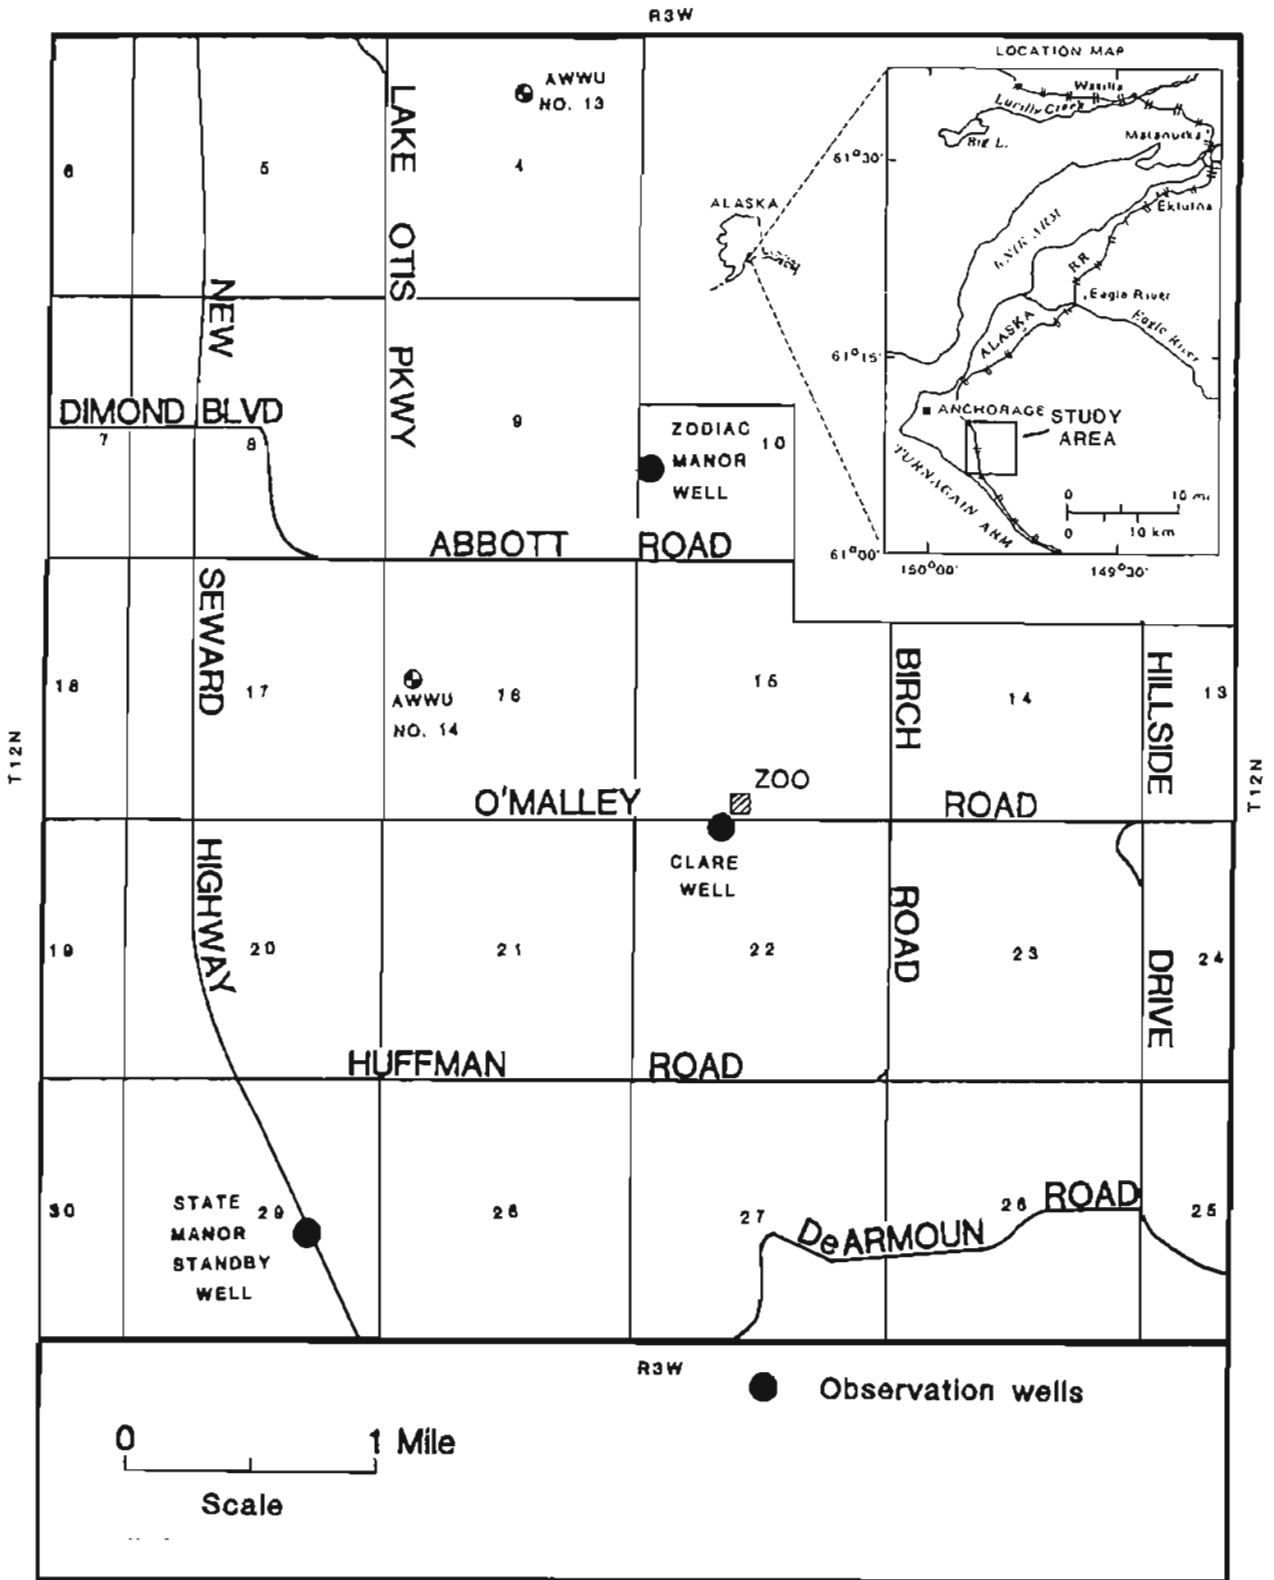 R3W
LOCATION MAP
AWWU
NO. 13
LAKE OTIS PKWY
6
5
4
Wasilla
Lucille Creek
Big L.
Matanuska
61°30'
Eklutna
KNIK ARM
ALASKA
ALASKA RR
Eagle River
Eagle River
61°15'
ANCHORAGE
STUDY
AREA
TURNAGAIN ARM
0 10 mi
0 10 km
61°00'
150°00'
149°30'
NEW SEWARD HIGHWAY
DIMOND BLVD
7
8
9
ZODIAC
MANOR
WELL
10
ABBOTT ROAD
18
17
AWWU
NO. 14
16
15
BIRCH ROAD
14
HILLSIDE DRIVE
13
T12N
T12N
ZOO
O'MALLEY ROAD
CLARE
WELL
19
20
21
22
23
24
HUFFMAN ROAD
30
STATE
MANOR
STANDBY
WELL
29
28
27
DeARMOUN ROAD
26
25
R3W
Observation wells
0 1 Mile
Scale